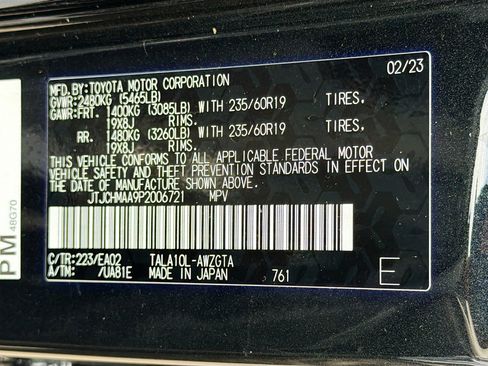 MFD.BY:TOYOTA MOTOR CORPORATION 02/23
GVWR:2480KG (5465LB)
GAWR:FRT. 1400KG (3085LB) WITH 235/60R19 TIRES.
19X8J RIMS.
RR. 1480KG (3260LB) WITH 235/60R19 TIRES.
19X8J RIMS.
THIS VEHICLE CONFORMS TO ALL APPLICABLE FEDERAL MOTOR
VEHICLE SAFETY AND THEFT PREVENTION STANDARDS IN EFFECT ON
THE DATE OF MANUFACTURE SHOWN ABOVE.
JTJCHMAA9P2006721 MPV
C/TR:223/EA02 TALA10L-AWZGTA
A/TM: /UA81E MADE IN JAPAN 761 E
PM
48G70